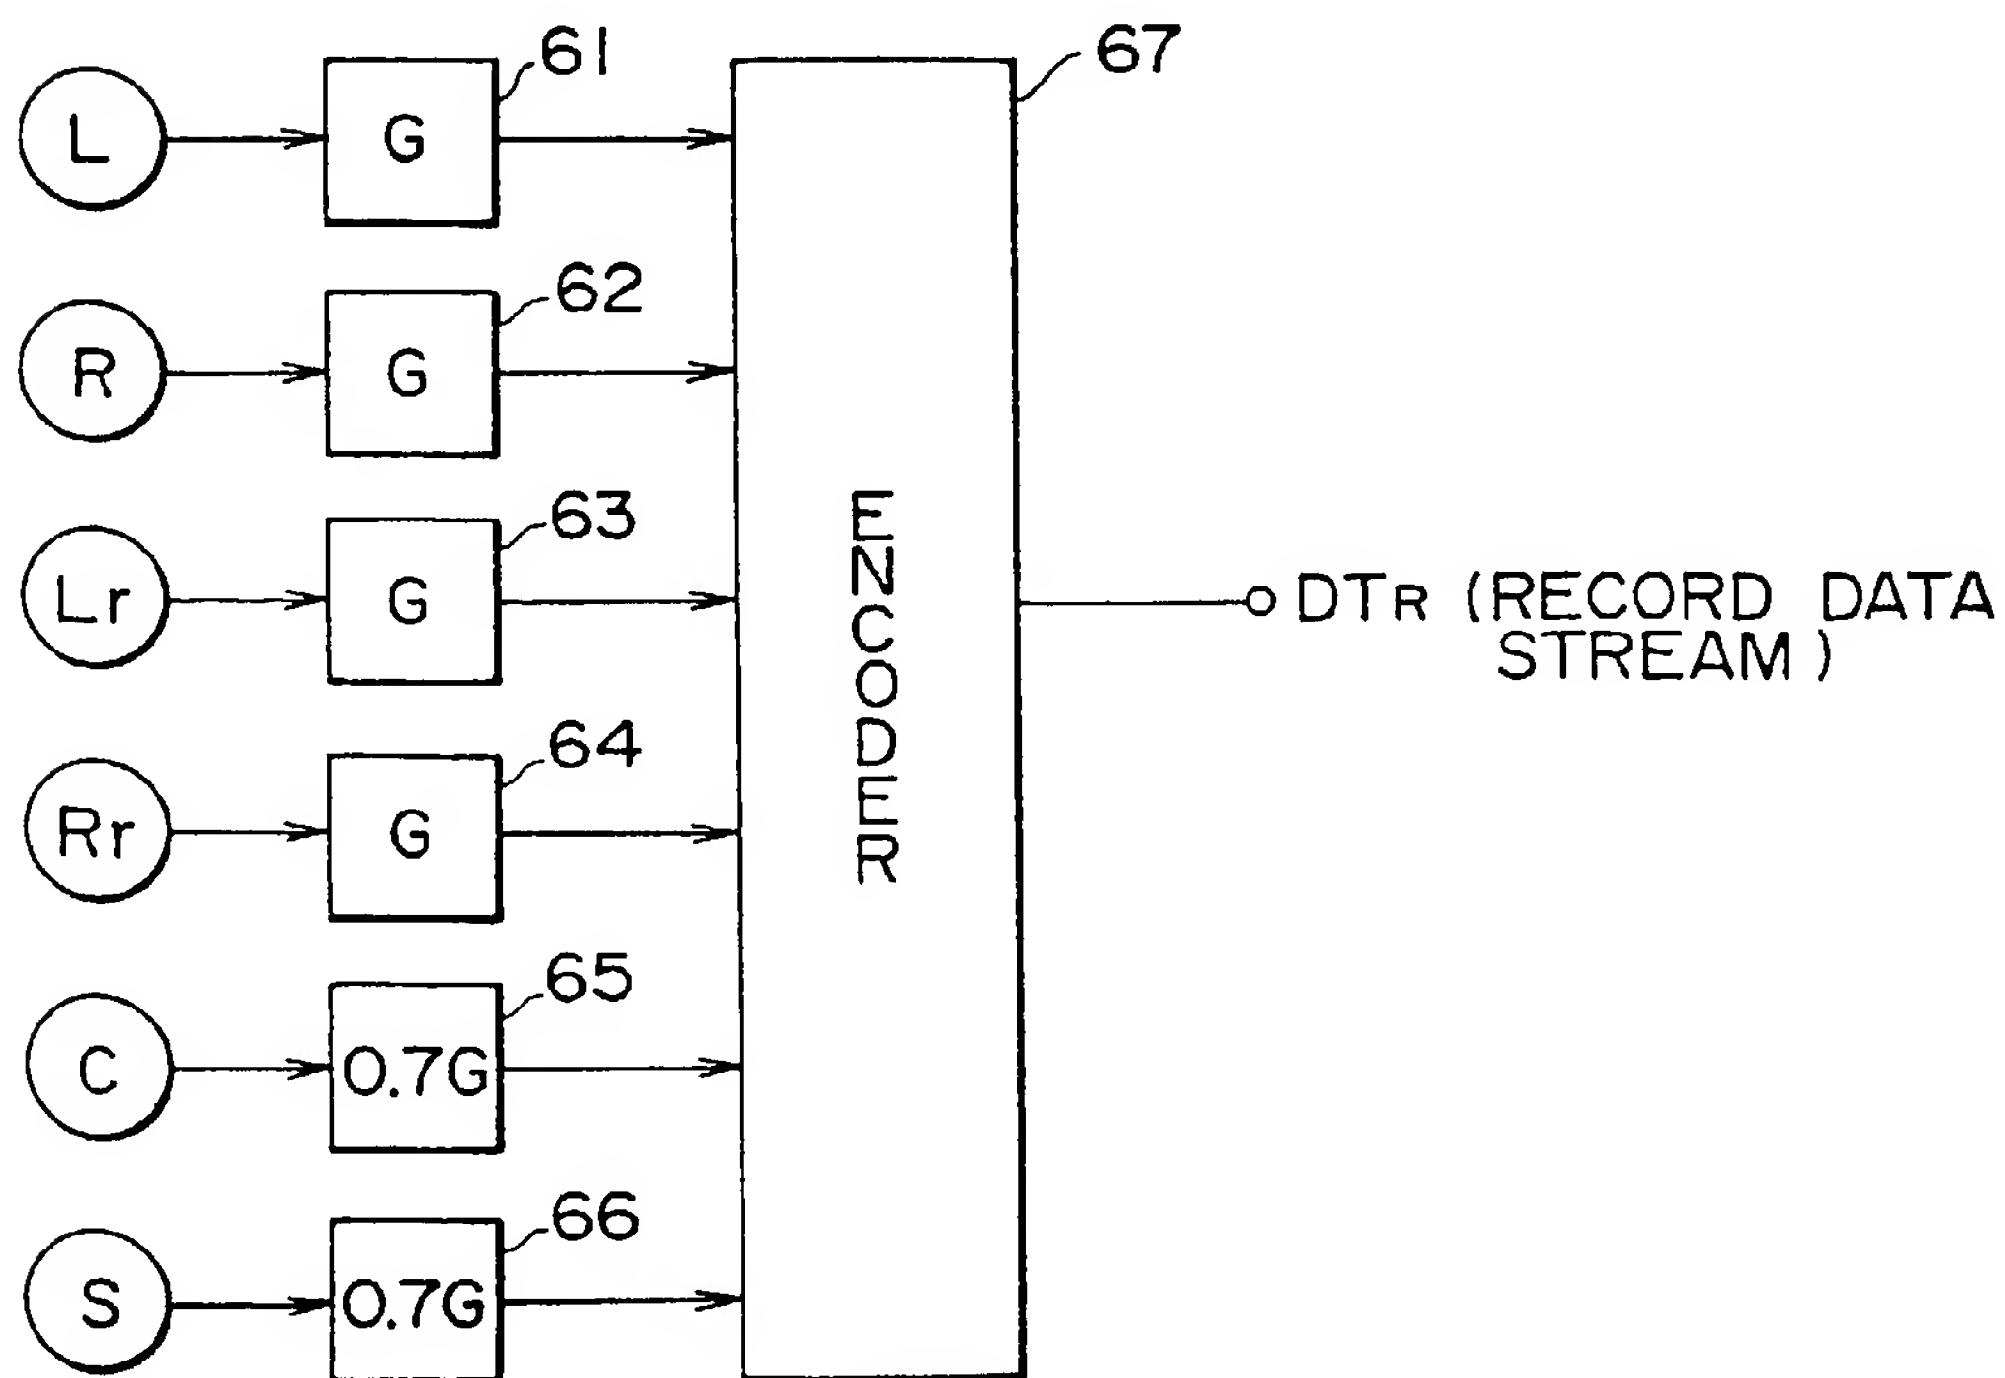 61
67
L
G
62
R
G
63
Lr
G
64
Rr
G
65
C
0.7G
66
S
0.7G
ENCODER
DTR (RECORD DATA
STREAM)